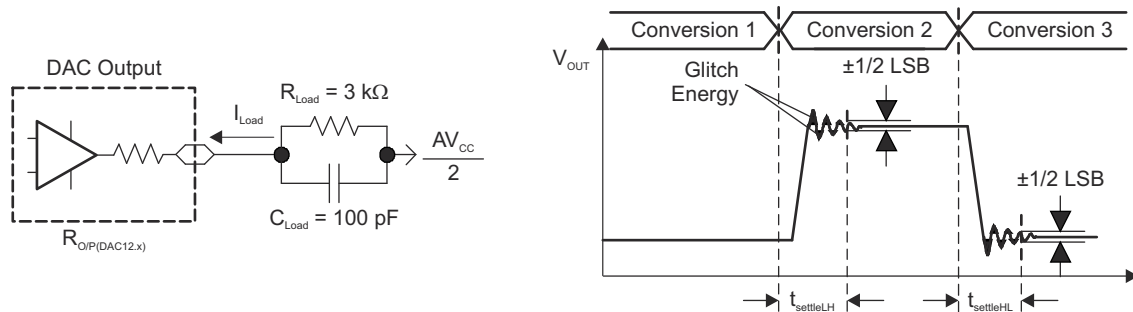 DAC Output
R_Load = 3 kΩ
I_Load
AV_CC
2
C_Load = 100 pF
R_O/P(DAC12.x)
Conversion 1
Conversion 2
Conversion 3
V_OUT
Glitch
Energy
±1/2 LSB
±1/2 LSB
t_settleLH
t_settleHL